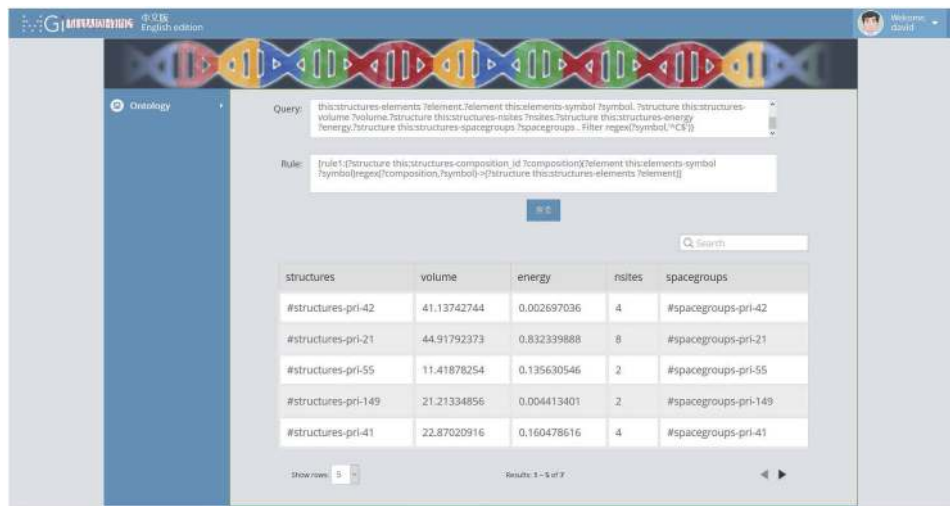 中文版
English edition
Welcome:
david
Ontology
Query:
this:structures-elements ?element.?element this:elements-symbol ?symbol. ?structure this:structures-
volume ?volume.?structure this:structures-nsites ?nsites.?structure this:structures-energy
?energy.?structure this:structures-spacegroups ?spacegroups . Filter regex(?symbol,'^C$')}
Rule:
[rule1:(?structure this:structures-composition_id ?composition)(?element this:elements-symbol
?symbol)regex(?composition,?symbol)->(?structure this:structures-elements ?element)]
Search
structures volume energy nsites spacegroups
#structures-pri-42 41.13742744 0.002697036 4 #spacegroups-pri-42
#structures-pri-21 44.91792373 0.832339888 8 #spacegroups-pri-21
#structures-pri-55 11.41878254 0.135630546 2 #spacegroups-pri-55
#structures-pri-149 21.21334856 0.004413401 2 #spacegroups-pri-149
#structures-pri-41 22.87020916 0.160478616 4 #spacegroups-pri-41
Show rows: 5 Results: 1 – 5 of 7